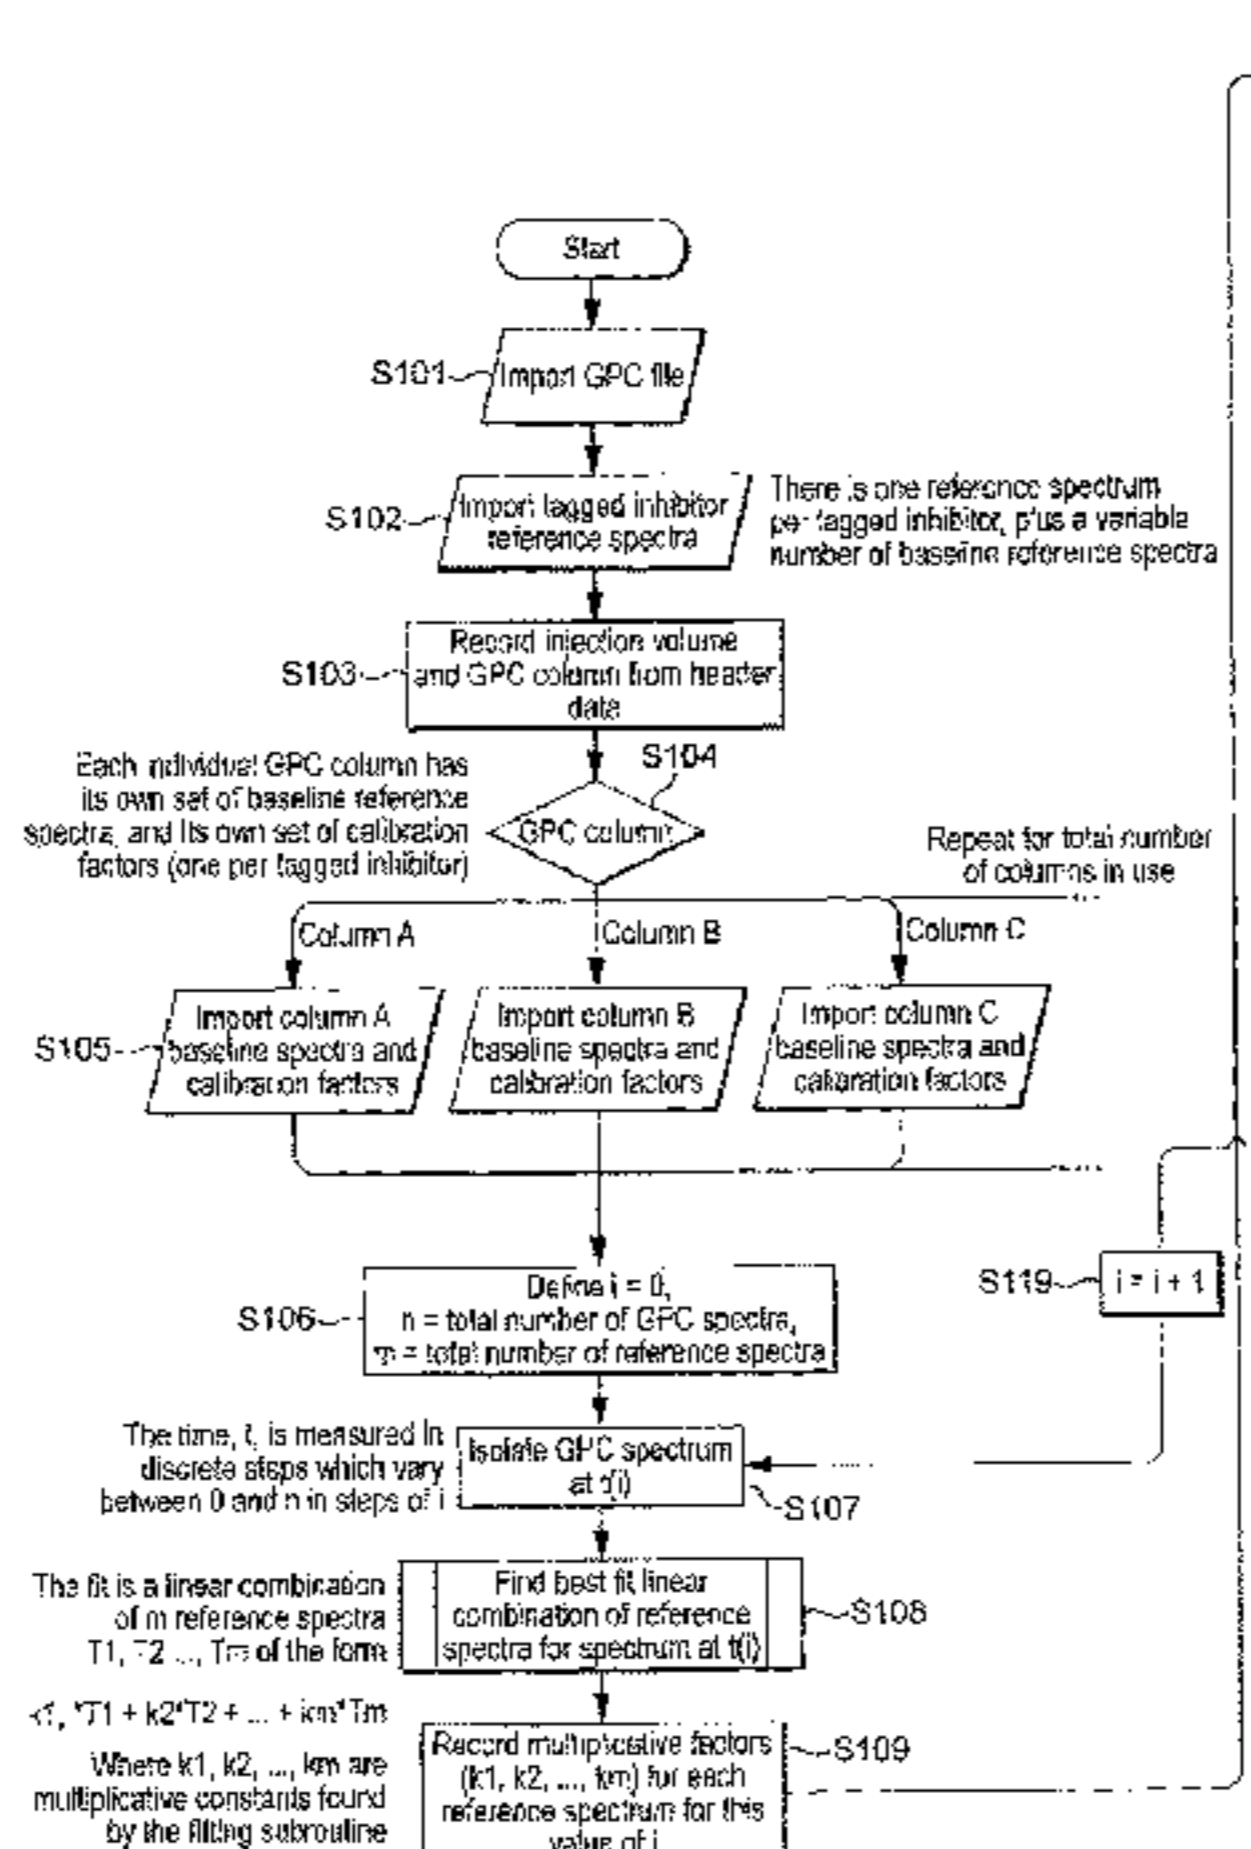 Start
S101
Import GPC file
S102
Import tagged inhibitor
reference spectra
There is one reference spectrum
per tagged inhibitor, plus a variable
number of baseline reference spectra
S103
Record injection volume
and GPC column from header
data
S104
Each individual GPC column has
its own set of baseline reference
spectra, and its own set of calibration
factors (one per tagged inhibitor)
GPC column
Repeat for total number
of columns in use
Column A
Column B
Column C
S105
Import column A
baseline spectra and
calibration factors
Import column B
baseline spectra and
calibration factors
Import column C
baseline spectra and
calibration factors
S106
Define i = 0,
n = total number of GPC spectra,
m = total number of reference spectra
S119
i = i + 1
The time, t, is measured in
discrete steps which vary
between 0 and n in steps of i
Isolate GPC spectrum
at t(i)
S107
The fit is a linear combination
of m reference spectra
T1, T2 ..., Tm of the form
Find best fit linear
combination of reference
spectra for spectrum at t(i)
S108
k1, *T1 + k2*T2 + ... + km*Tm
Where k1, k2, ..., km are
multiplicative constants found
by the fitting subroutine
Record multiplicative factors
(k1, k2, ..., km) for each
reference spectrum for this
value of i
S109